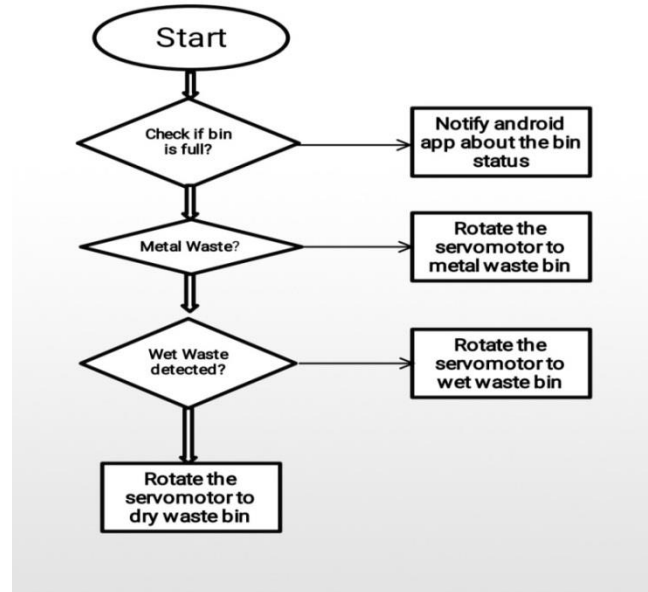 Start
Check if bin
is full?
Notify android
app about the bin
status
Metal Waste?
Rotate the
servomotor to
metal waste bin
Wet Waste
detected?
Rotate the
servomotor to
wet waste bin
Rotate the
servomotor to
dry waste bin